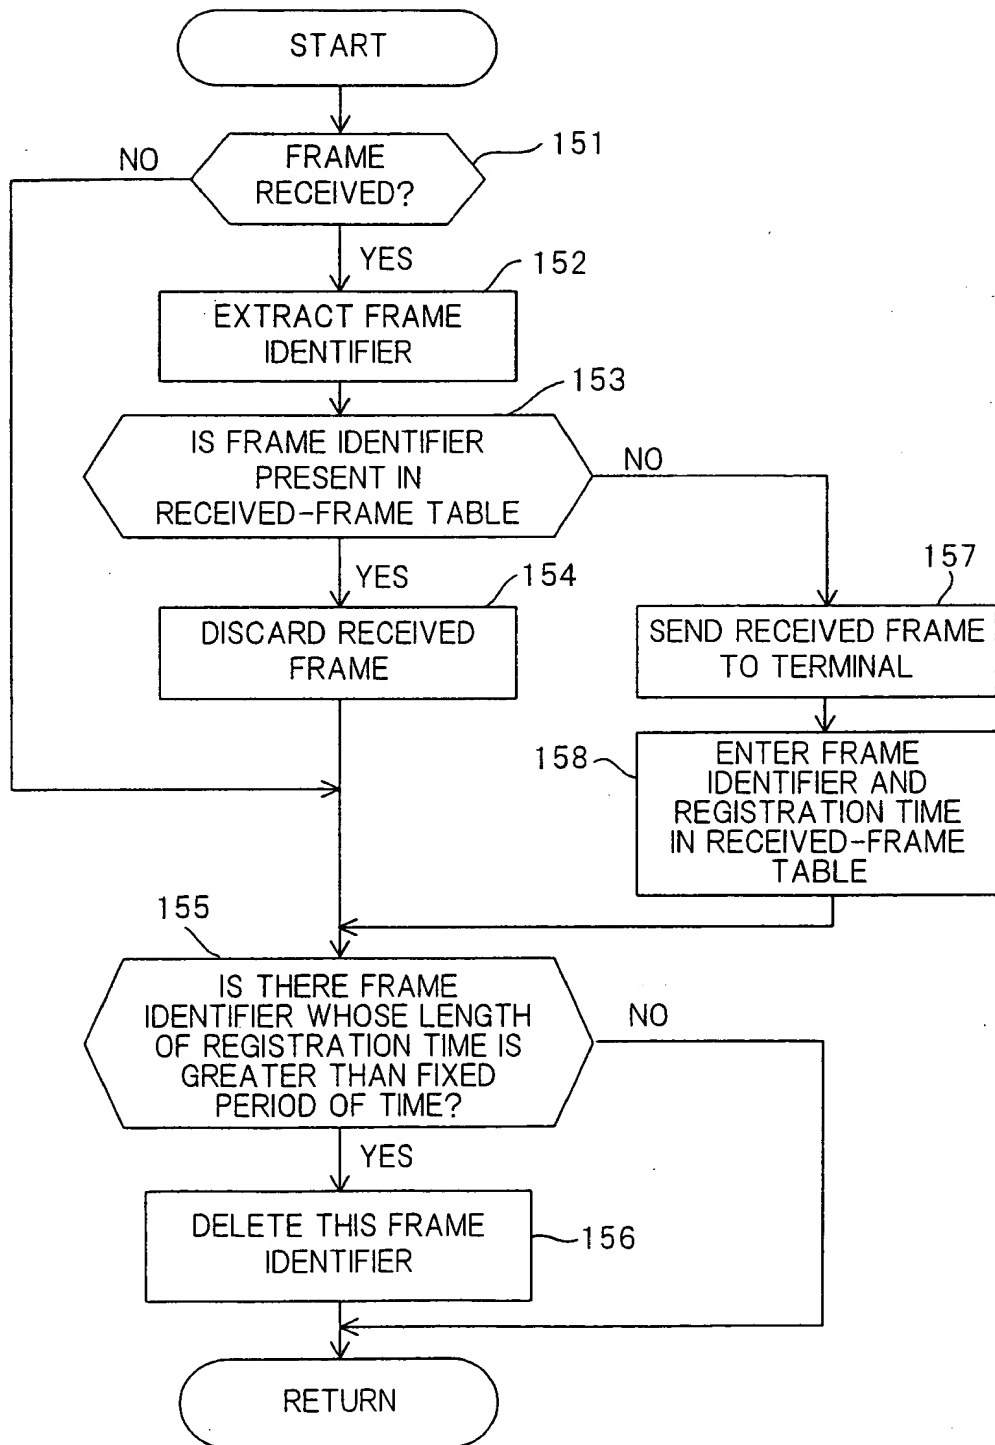 START
151
NO
FRAME
RECEIVED?
YES
152
EXTRACT FRAME
IDENTIFIER
153
IS FRAME IDENTIFIER
PRESENT IN
RECEIVED-FRAME TABLE
NO
YES
154
DISCARD RECEIVED
FRAME
157
SEND RECEIVED FRAME
TO TERMINAL
158
ENTER FRAME
IDENTIFIER AND
REGISTRATION TIME
IN RECEIVED-FRAME
TABLE
155
IS THERE FRAME
IDENTIFIER WHOSE LENGTH
OF REGISTRATION TIME IS
GREATER THAN FIXED
PERIOD OF TIME?
NO
YES
DELETE THIS FRAME
IDENTIFIER
156
RETURN